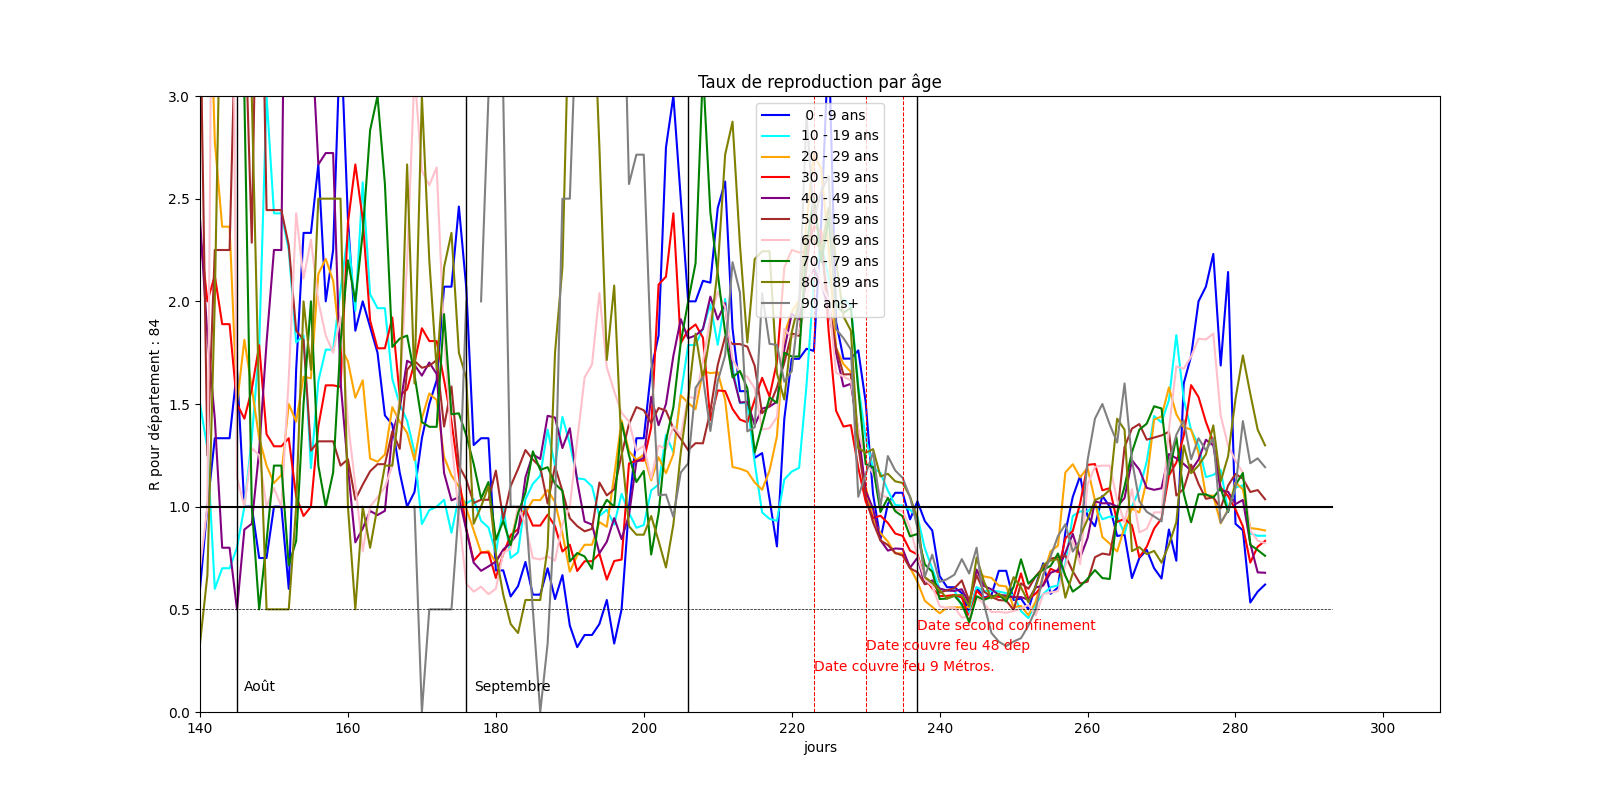 Taux de reproduction par âge
R pour département : 84
3.0
2.5
2.0
1.5
1.0
0.5
0.0
0 - 9 ans
10 - 19 ans
20 - 29 ans
30 - 39 ans
40 - 49 ans
50 - 59 ans
60 - 69 ans
70 - 79 ans
80 - 89 ans
90 ans+
Date second confinement
Date couvre feu 48 dep
Date couvre feu 9 Métros.
Août
Septembre
140 160 180 200 220 240 260 280 300
jours